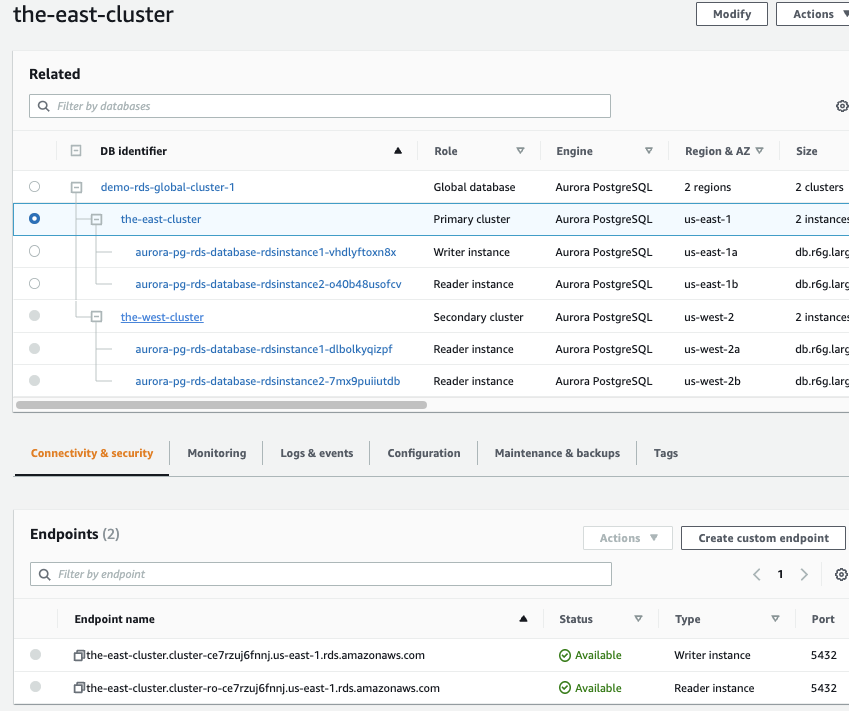 the-east-cluster
Modify
Actions
Related
Filter by databases
DB identifier Role Engine Region & AZ Size
demo-rds-global-cluster-1 Global database Aurora PostgreSQL 2 regions 2 clusters
the-east-cluster Primary cluster Aurora PostgreSQL us-east-1 2 instances
aurora-pg-rds-database-rdsinstance1-vhdlyftoxn8x Writer instance Aurora PostgreSQL us-east-1a db.r6g.larg
aurora-pg-rds-database-rdsinstance2-o40b48usofcv Reader instance Aurora PostgreSQL us-east-1b db.r6g.larg
the-west-cluster Secondary cluster Aurora PostgreSQL us-west-2 2 instances
aurora-pg-rds-database-rdsinstance1-dlbolkyqizpf Reader instance Aurora PostgreSQL us-west-2a db.r6g.larg
aurora-pg-rds-database-rdsinstance2-7mx9puiiutdb Reader instance Aurora PostgreSQL us-west-2b db.r6g.larg
Connectivity & security Monitoring Logs & events Configuration Maintenance & backups Tags
Endpoints (2)
Actions
Create custom endpoint
Filter by endpoint
1
Endpoint name Status Type Port
the-east-cluster.cluster-ce7rzuj6fnnj.us-east-1.rds.amazonaws.com Available Writer instance 5432
the-east-cluster.cluster-ro-ce7rzuj6fnnj.us-east-1.rds.amazonaws.com Available Reader instance 5432